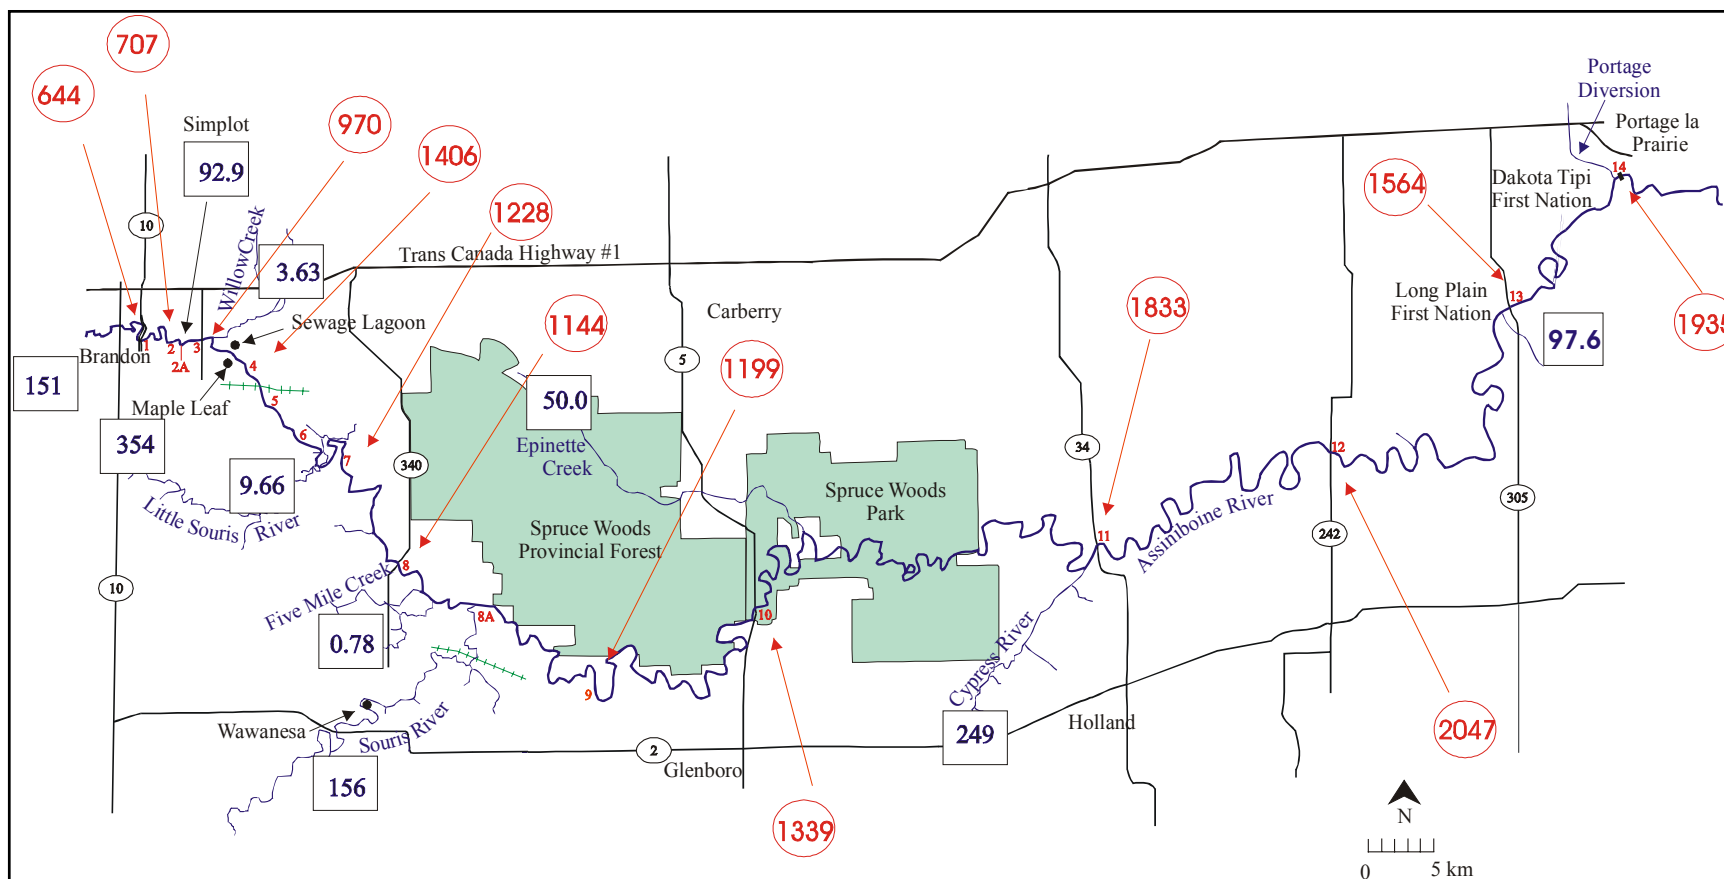 707
644
Simplot
970
92.9
1406
10
WillowCreek
1228
3.63
Trans Canada Highway #1
Sewage Lagoon
1
2
3
2A
Brandon
151
4
Maple Leaf
5
1144
354
6
7
9.66
Little Souris River
340
5
Carberry
1199
50.0
Epinette
Creek
Spruce Woods
Provincial Forest
Spruce Woods
Park
1833
34
11
Assiniboine River
12
242
305
Portage
Diversion
Portage la
Prairie
14
1564
Dakota Tipi
First Nation
Long Plain
First Nation
13
97.6
1935
10
Five Mile Creek
8
8A
0.78
9
10
Wawanesa
Souris River
156
2
Glenboro
1339
Cypress River
249
Holland
2047
N
0
5 km